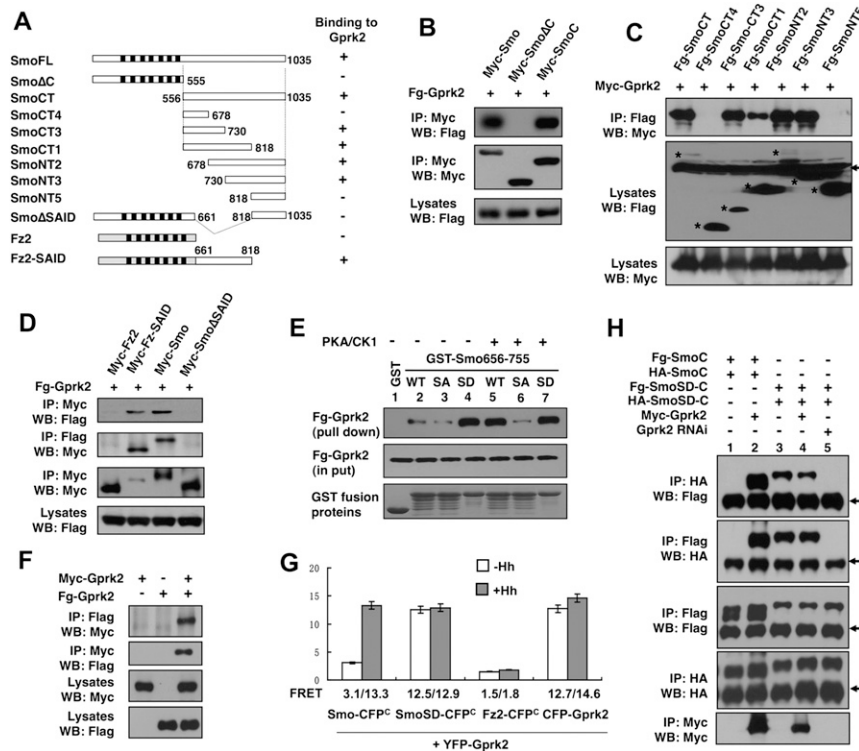 A
Binding to
Gprk2
SmoFL
1035
+
SmoΔC
555
-
SmoCT
556
1035
+
SmoCT4
678
-
SmoCT3
730
+
SmoCT1
818
+
SmoNT2
678
+
SmoNT3
730
+
SmoNT5
818
-
SmoΔSAID
661
818
1035
-
Fz2
-
661
818
Fz2-SAID
+
B
Myc-Smo
Myc-SmoΔC
Myc-SmoC
Fg-Gprk2
+ + +
IP: Myc
WB: Flag
IP: Myc
WB: Myc
Lysates
WB: Flag
C
Fg-SmoCT
Fg-SmoCT4
Fg-Smo-CT3
Fg-SmoCT1
Fg-SmoNT2
Fg-SmoNT3
Fg-SmoNT5
Myc-Gprk2
+ + + + + + +
IP: Flag
WB: Myc
Lysates
WB: Flag
* * * * * * *
Lysates
WB: Myc
D
Myc-Fz2
Myc-Fz-SAID
Myc-Smo
Myc-SmoΔSAID
Fg-Gprk2
+ + + +
IP: Myc
WB: Flag
IP: Flag
WB: Myc
IP: Myc
WB: Myc
Lysates
WB: Flag
E
PKA/CK1
- - - + + +
GST-Smo656-755
GST
WT SA SD WT SA SD
1 2 3 4 5 6 7
Fg-Gprk2
(pull down)
Fg-Gprk2
(in put)
GST fusion
proteins
F
Myc-Gprk2 + - +
Fg-Gprk2 - + +
IP: Flag
WB: Myc
IP: Myc
WB: Flag
Lysates
WB: Myc
Lysates
WB: Flag
G
-Hh
+Hh
20
15
10
5
0
FRET
3.1/13.3 12.5/12.9 1.5/1.8 12.7/14.6
Smo-CFPᶜ SmoSD-CFPᶜ Fz2-CFPᶜ CFP-Gprk2
+ YFP-Gprk2
H
Fg-SmoC + + - - -
HA-SmoC + + - - -
Fg-SmoSD-C - - + + +
HA-SmoSD-C - - + + +
Myc-Gprk2 - + - + -
Gprk2 RNAi - - - - +
1 2 3 4 5
IP: HA
WB: Flag
IP: Flag
WB: HA
IP: Flag
WB: Flag
IP: HA
WB: HA
IP: Myc
WB: Myc